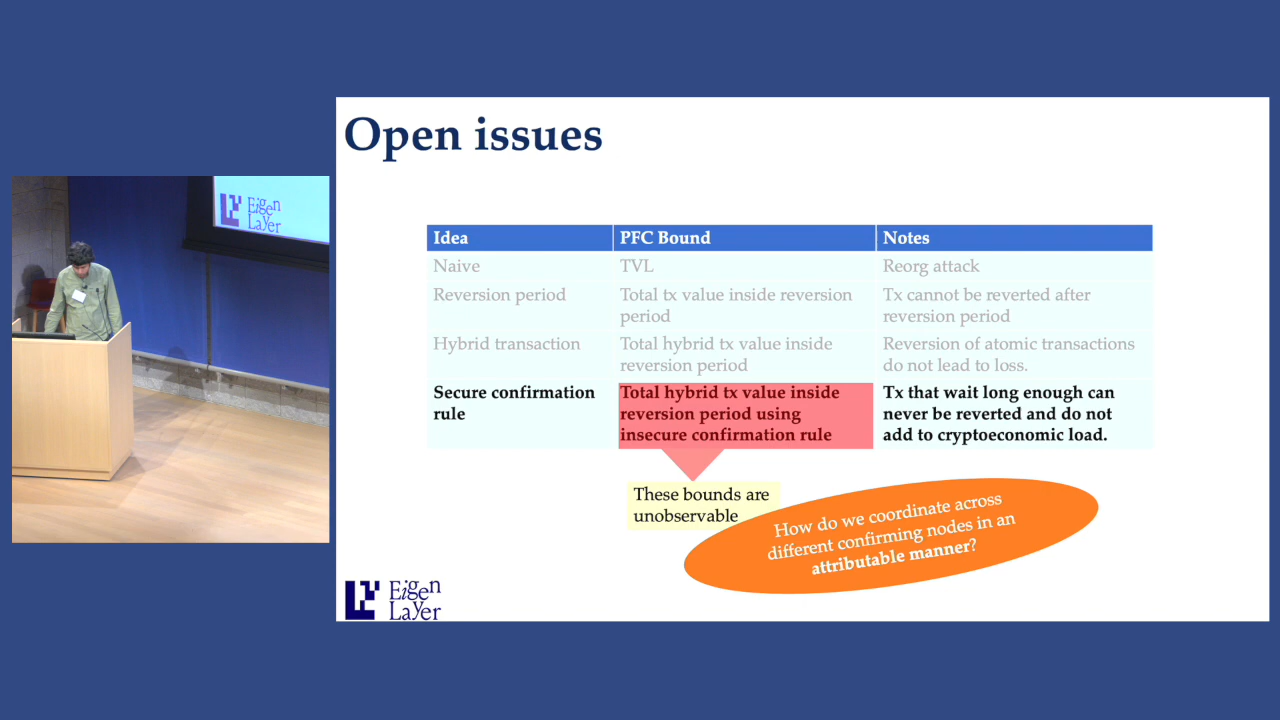 Eigen
Layer
Open issues
Idea PFC Bound Notes
Naive TVL Reorg attack
Reversion period Total tx value inside reversion Tx cannot be reverted after
period reversion period
Hybrid transaction Total hybrid tx value inside Reversion of atomic transactions
reversion period do not lead to loss.
Secure confirmation Total hybrid tx value inside Tx that wait long enough can
rule reversion period using never be reverted and do not
insecure confirmation rule add to cryptoeconomic load.
These bounds are
unobservable
How do we coordinate across
different confirming nodes in an
attributable manner?
Eigen
Layer